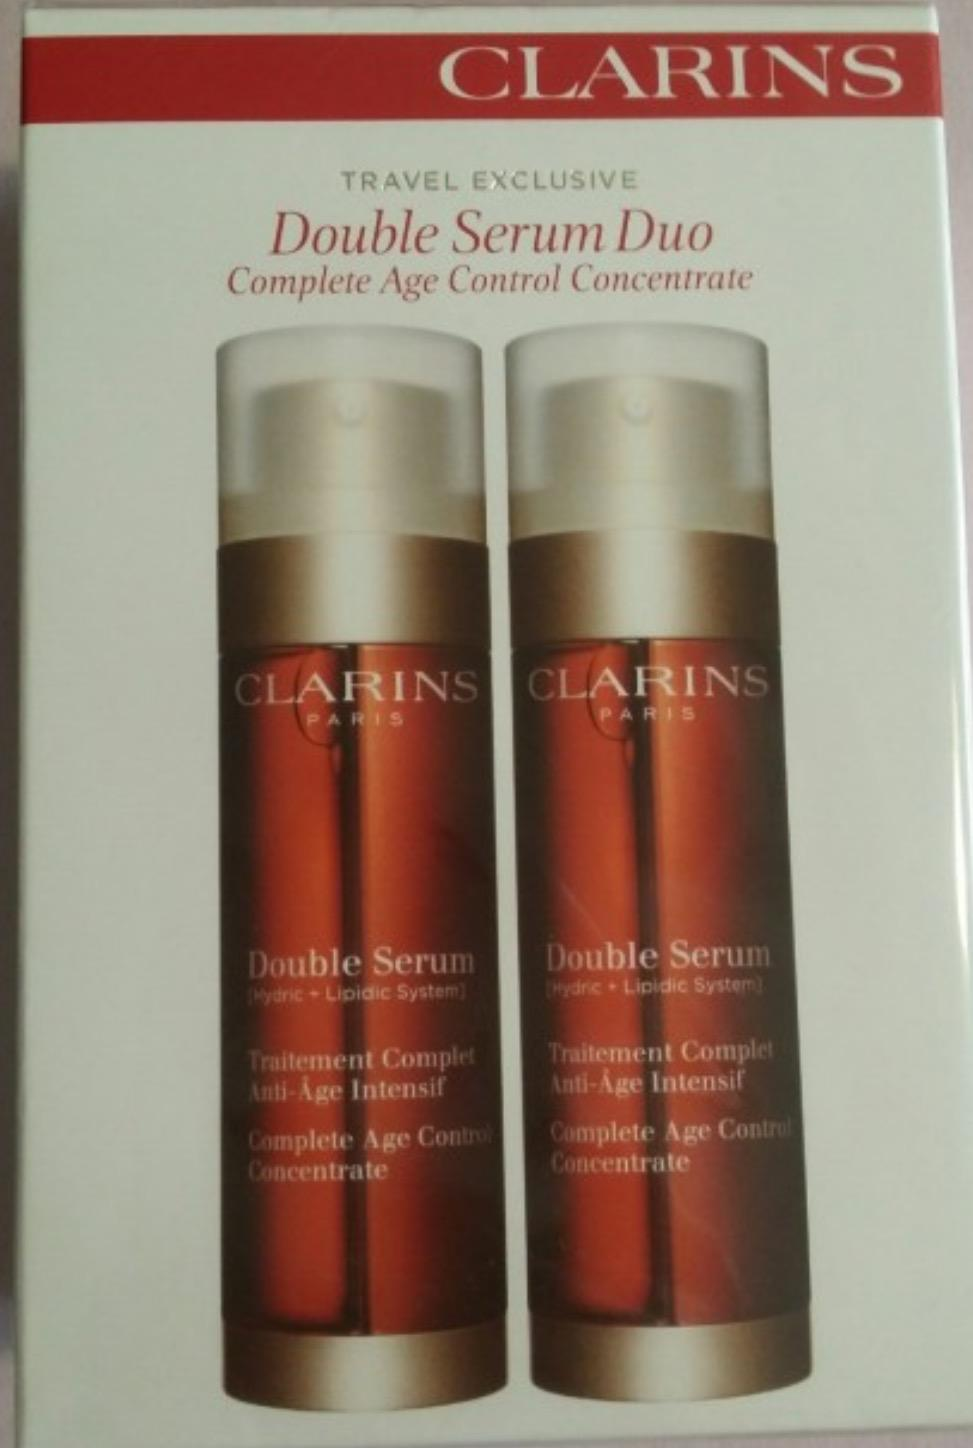 CLARINS
TRAVEL EXCLUSIVE
Double Serum Duo
Complete Age Control Concentrate
CLARINS
PARIS
Double Serum
[Hydric + Lipidic System]
Traitement Complet
Anti-Âge Intensif
Complete Age Control
Concentrate
CLARINS
PARIS
Double Serum
[Hydric + Lipidic System]
Traitement Complet
Anti-Âge Intensif
Complete Age Control
Concentrate